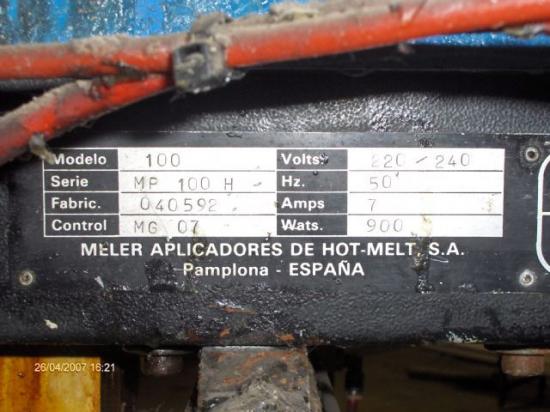 Modelo 100 Volts. 220/240
Serie MP 100 H Hz. 50
Fabric. 040592 Amps 7
Control MG 07 Wats. 900
MELER APLICADORES DE HOT-MELT, S.A.
Pamplona - ESPAÑA
26/04/2007 16:21